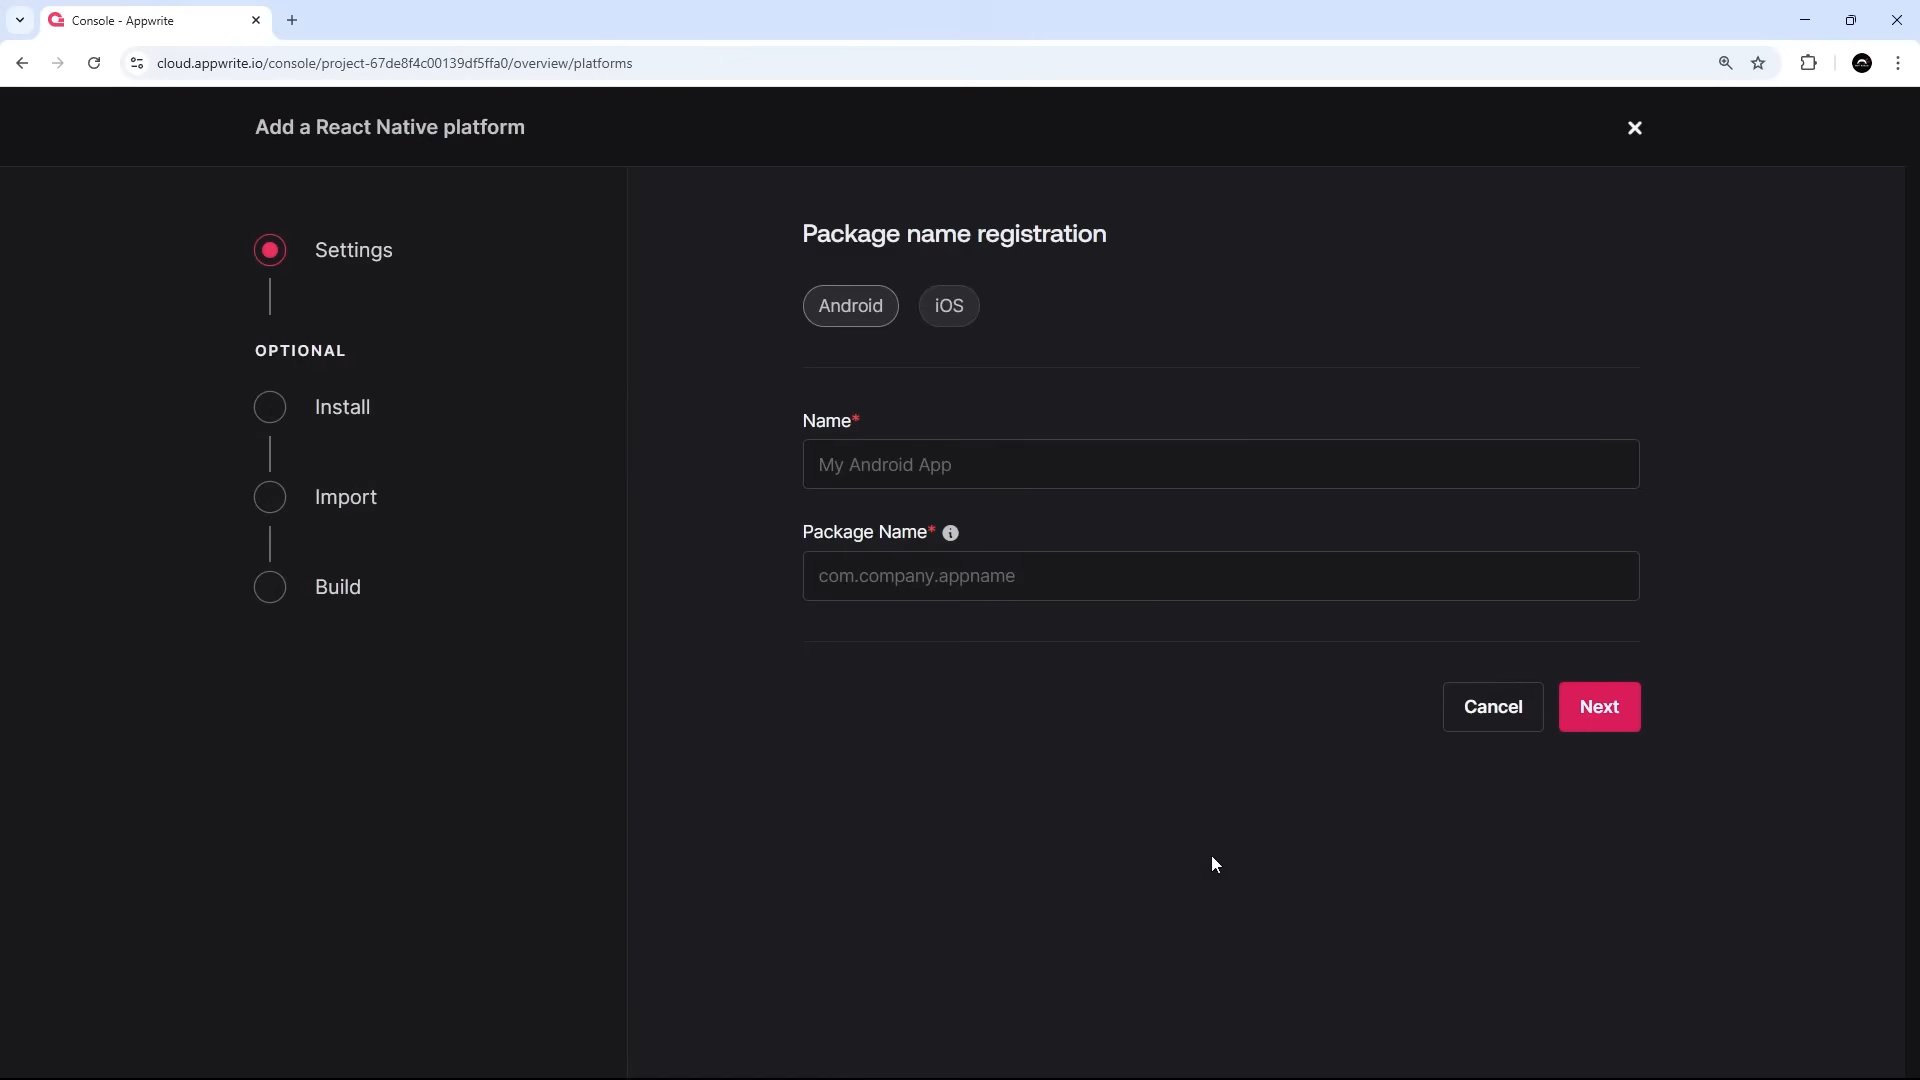 Console - Appwrite
cloud.appwrite.io/console/project-67de8f4c00139df5ffa0/overview/platforms
Add a React Native platform
Settings
OPTIONAL
Install
Import
Build
Package name registration
Android
iOS
Name*
My Android App
Package Name*
com.company.appname
Cancel
Next